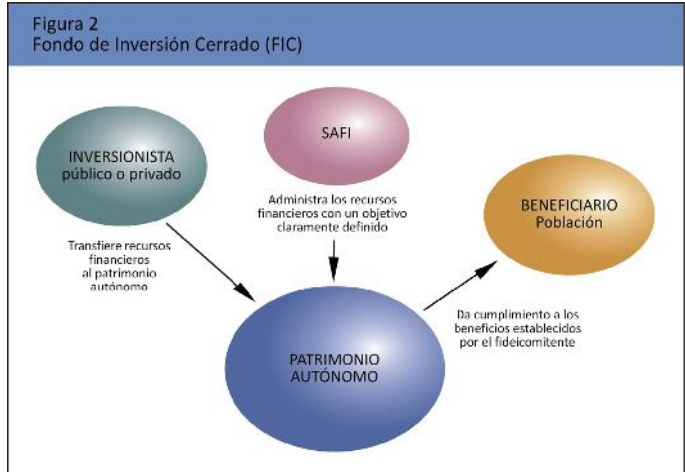 Figura 2
Fondo de Inversión Cerrado (FIC)
INVERSIONISTA
público o privado
Transfiere recursos
financieros
al patrimonio
autónomo
SAFI
Administra los recursos
financieros con un objetivo
claramente definido
BENEFICIARIO
Población
Da cumplimiento a los
beneficios establecidos
por el fideicomitente
PATRIMONIO
AUTÓNOMO